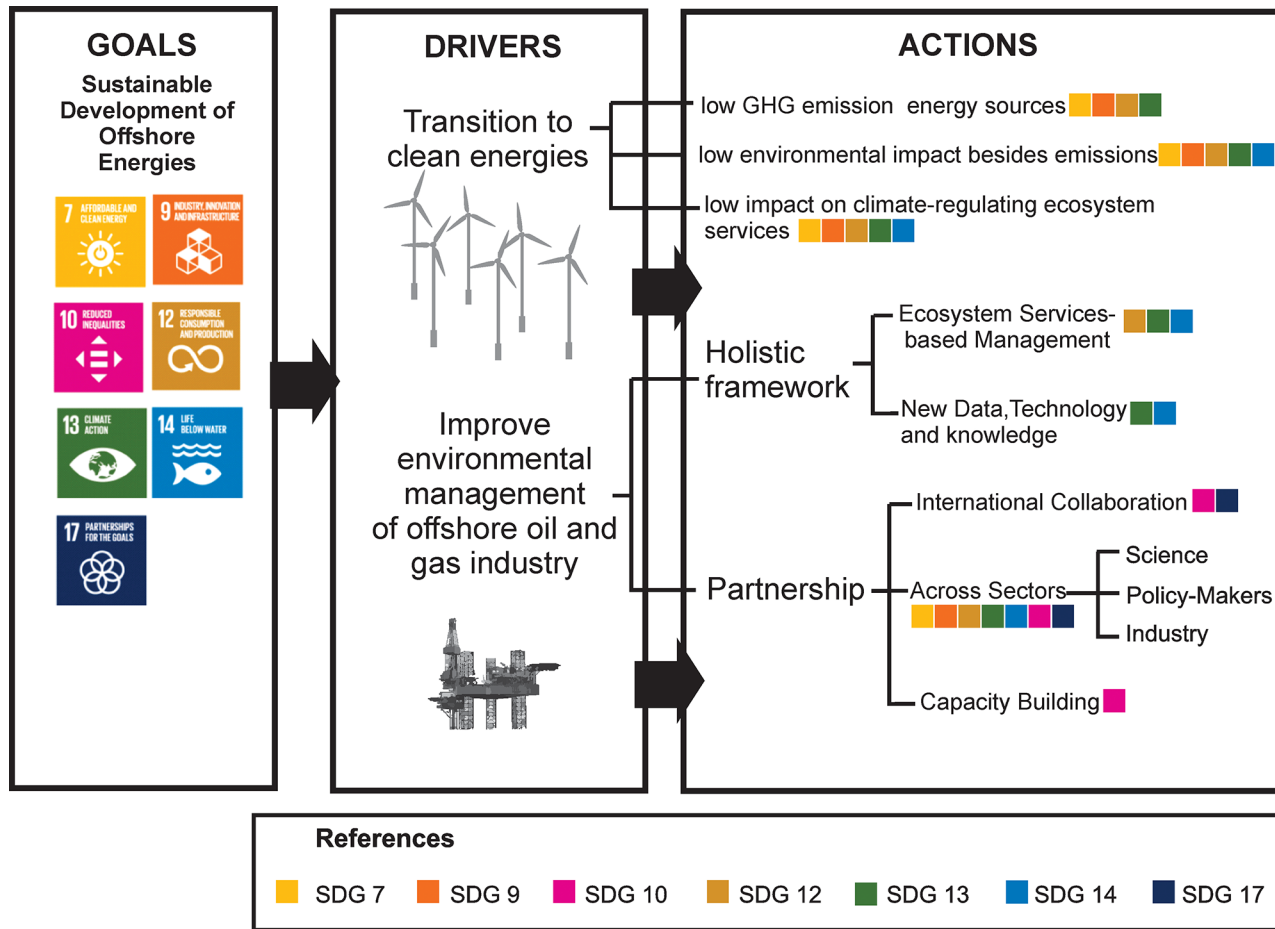 GOALS
Sustainable
Development of
Offshore
Energies
7 AFFORDABLE AND
CLEAN ENERGY
9 INDUSTRY, INNOVATION
AND INFRASTRUCTURE
10 REDUCED
INEQUALITIES
12 RESPONSIBLE
CONSUMPTION
AND PRODUCTION
13 CLIMATE
ACTION
14 LIFE
BELOW WATER
17 PARTNERSHIPS
FOR THE GOALS
DRIVERS
Transition to
clean energies
Improve
environmental
management
of offshore oil and
gas industry
ACTIONS
low GHG emission energy sources
low environmental impact besides emissions
low impact on climate-regulating ecosystem
services
Holistic
framework
Ecosystem Services-
based Management
New Data,Technology
and knowledge
Partnership
International Collaboration
Across Sectors
Science
Policy-Makers
Industry
Capacity Building
References
SDG 7
SDG 9
SDG 10
SDG 12
SDG 13
SDG 14
SDG 17